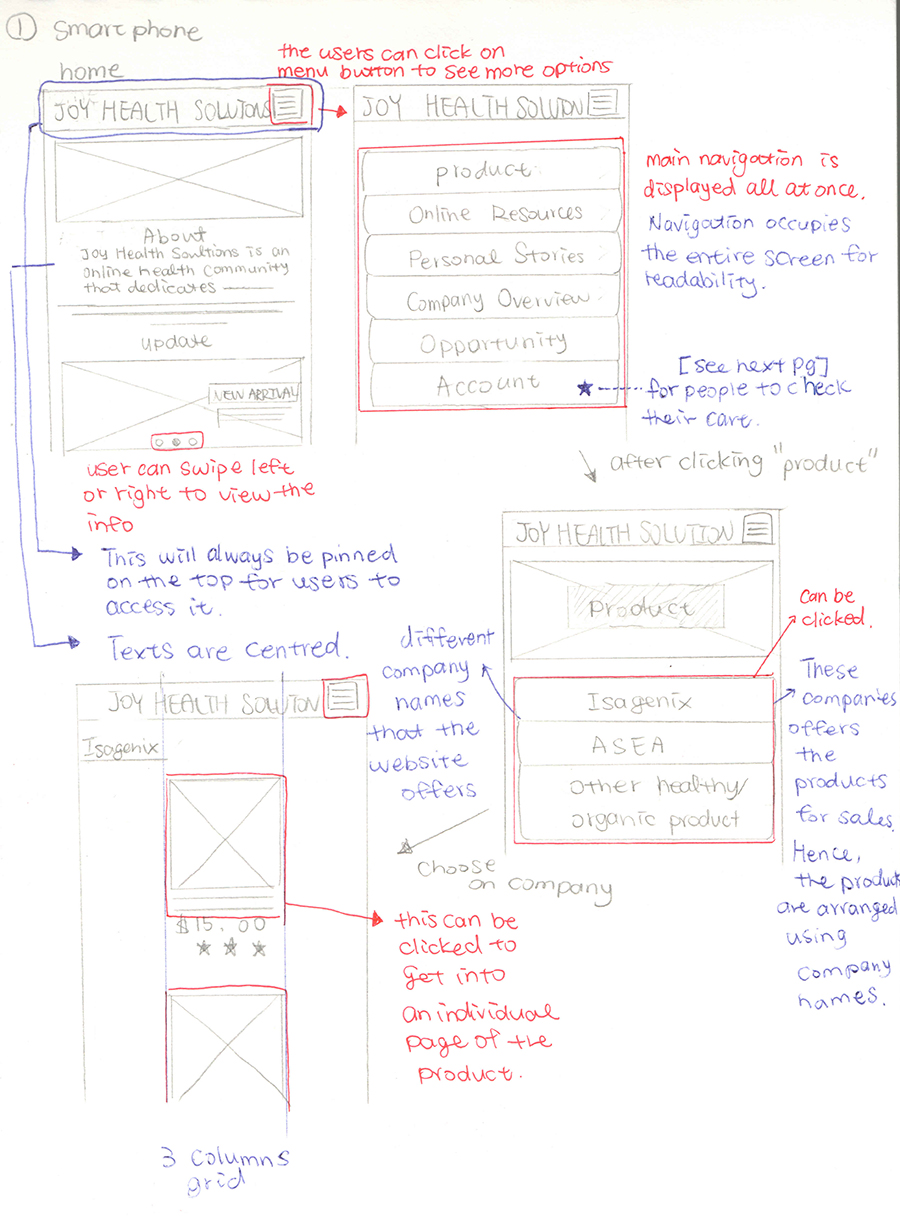 ① Smart phone
home
the users can click on
menu button to see more options
JOY HEALTH SOLUTIONS
About
Joy Health Soultions is an
Online health Community
that dedicates
update
NEW ARRIVAL
user can swipe left
or right to view the
info
This will always be pinned
on the top for users to
access it.
Texts are centred.
JOY HEALTH SOLUTION
product
Online Resources
Personal Stories
Company Overview
Opportunity
Account
main navigation is
displayed all at once.
Navigation occupies
the entire screen for
readability.
[see next pg]
for people to check
their care.
after clicking "product"
JOY HEALTH SOLUTION
Product
Isagenix
ASEA
other healthy/
organic product
can be
clicked.
These
companies
offers
the
products
for sales.
Hence,
the product
are arranged
using
company
names.
different
company
names
that the
website
offers
choose
on company
JOY HEALTH SOLUTION
Isagenix
$15.00
this can be
clicked to
get into
an individual
page of the
product.
3 columns
grid